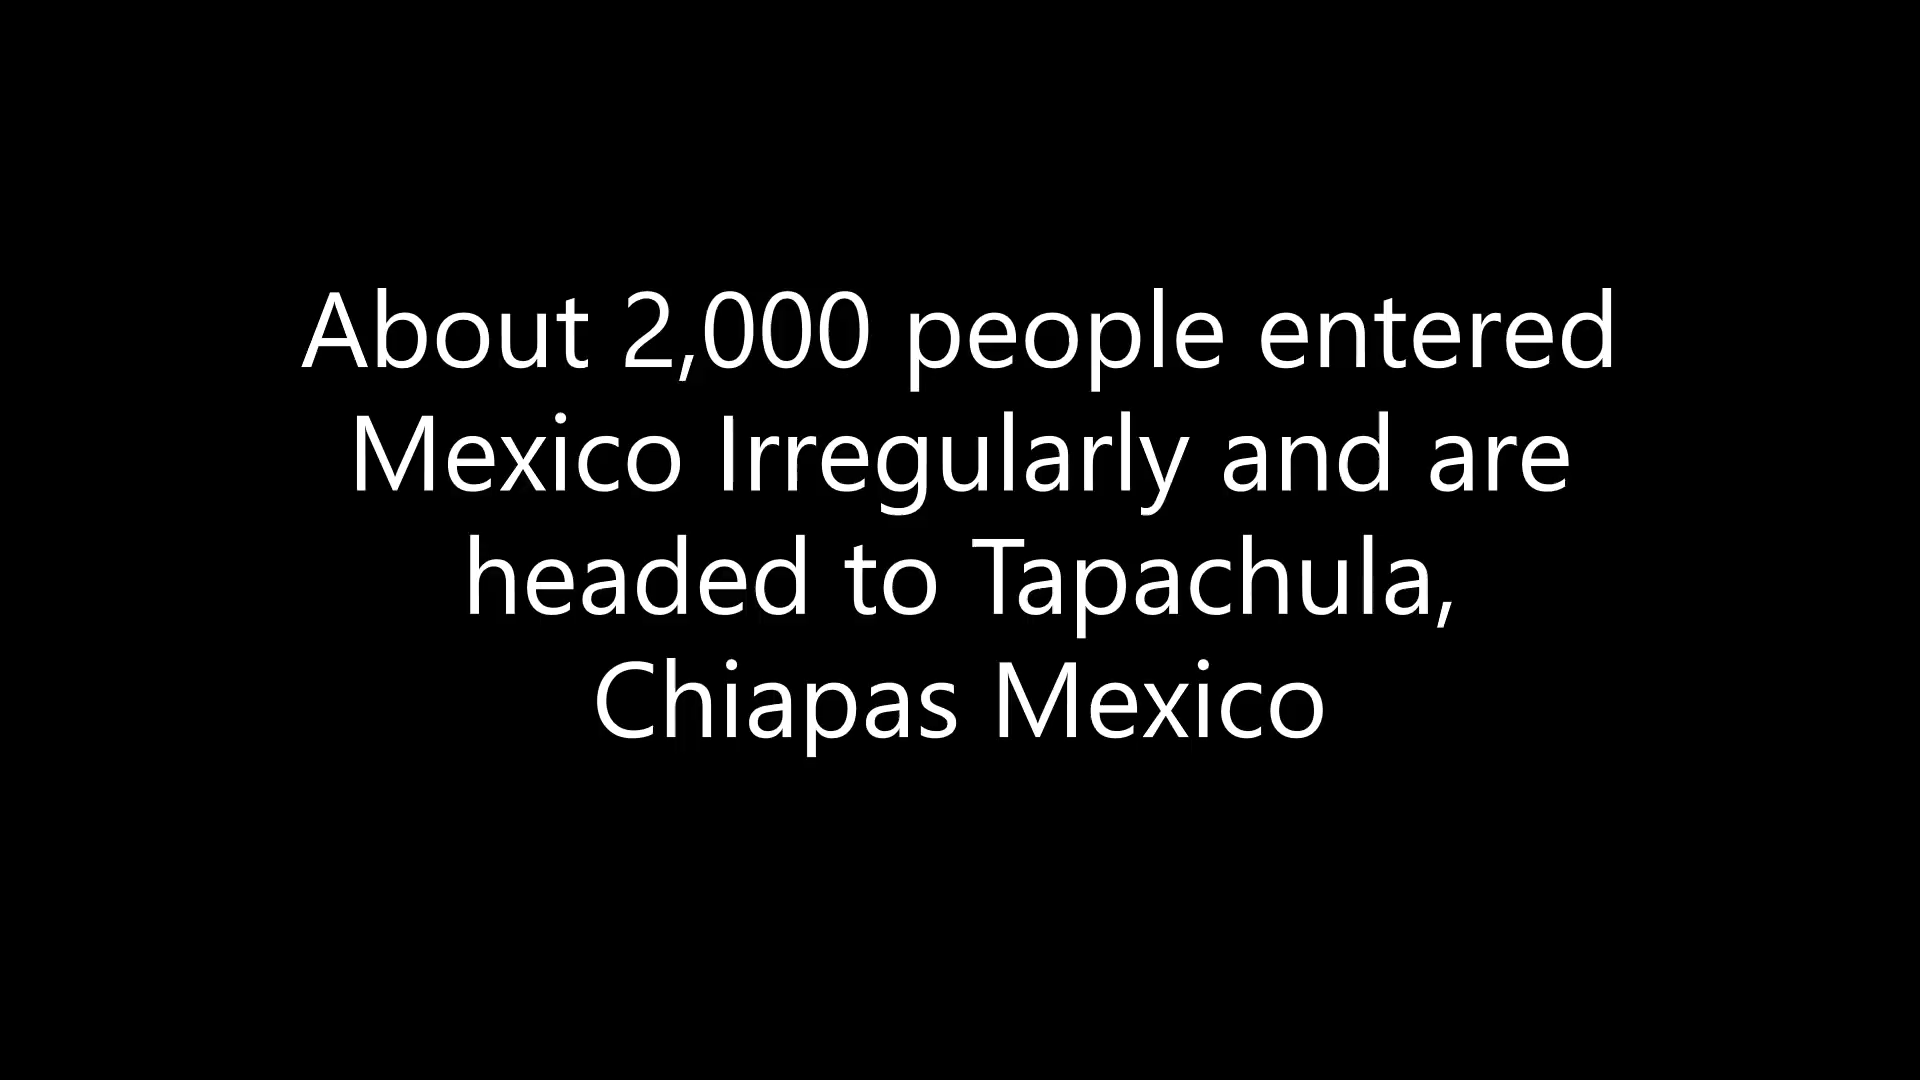 About 2,000 people entered
Mexico Irregularly and are
headed to Tapachula,
Chiapas Mexico